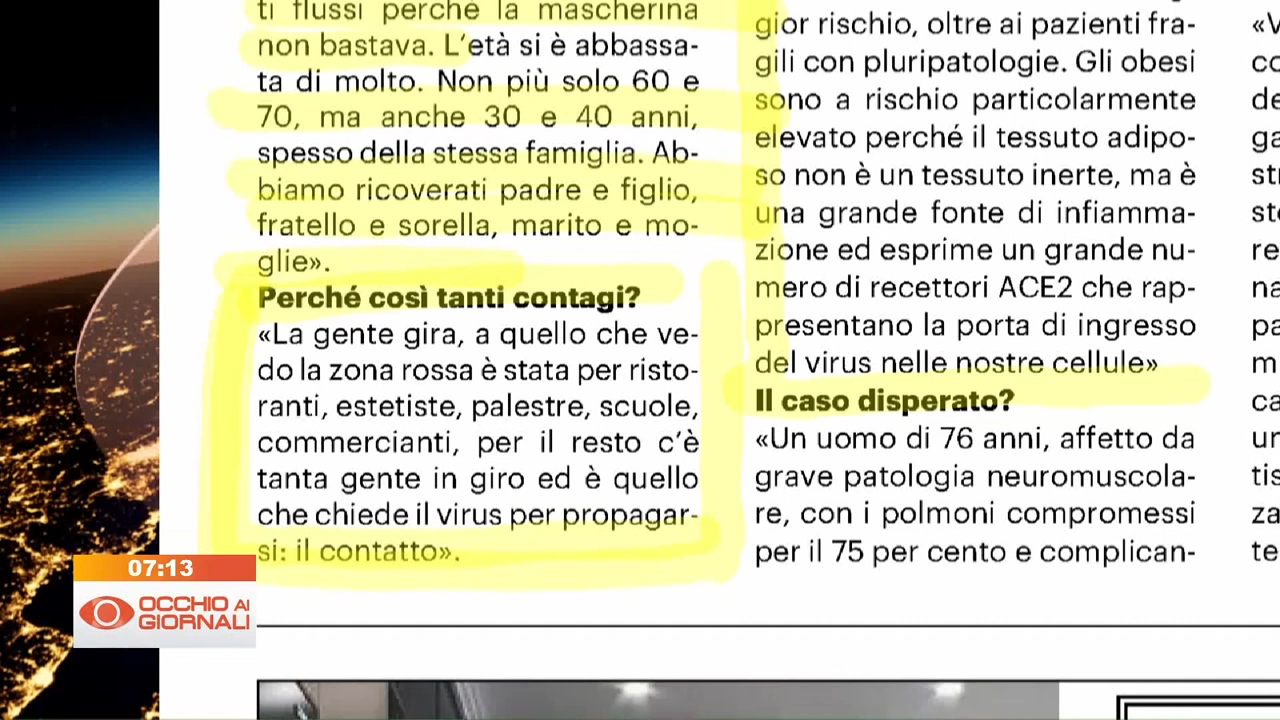 ti flussi perché la mascherina
non bastava. L'età si è abbassa-
ta di molto. Non più solo 60 e
70, ma anche 30 e 40 anni,
spesso della stessa famiglia. Ab-
biamo ricoverati padre e figlio,
fratello e sorella, marito e mo-
glie».
Perché così tanti contagi?
«La gente gira, a quello che ve-
do la zona rossa è stata per risto-
ranti, estetiste, palestre, scuole,
commercianti, per il resto c'è
tanta gente in giro ed è quello
che chiede il virus per propagar-
si: il contatto».
gior rischio, oltre ai pazienti fra-
gili con pluripatologie. Gli obesi
sono a rischio particolarmente
elevato perché il tessuto adipo-
so non è un tessuto inerte, ma è
una grande fonte di infiamma-
zione ed esprime un grande nu-
mero di recettori ACE2 che rap-
presentano la porta di ingresso
del virus nelle nostre cellule»
Il caso disperato?
«Un uomo di 76 anni, affetto da
grave patologia neuromuscola-
re, con i polmoni compromessi
per il 75 per cento e complican-
07:13
OCCHIO AI
GIORNALI